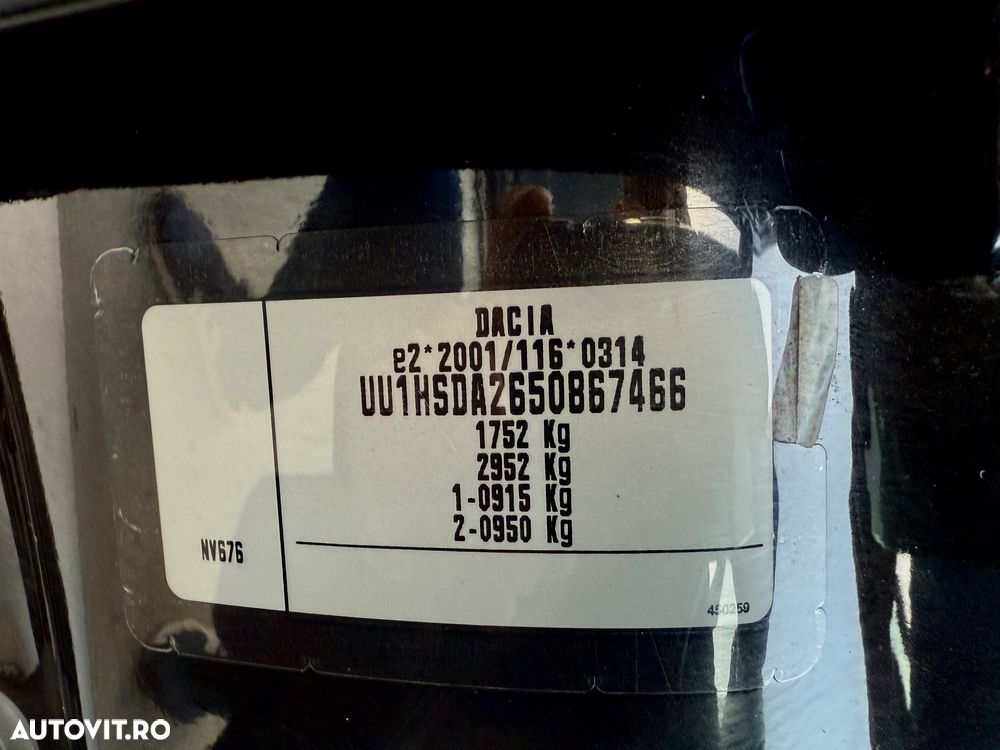 DACIA
e2*2001/116*0314
UU1HSDA2650867466
1752 Kg
2952 Kg
1-0915 Kg
2-0950 Kg
NV676
450259
AUTOVIT.RO